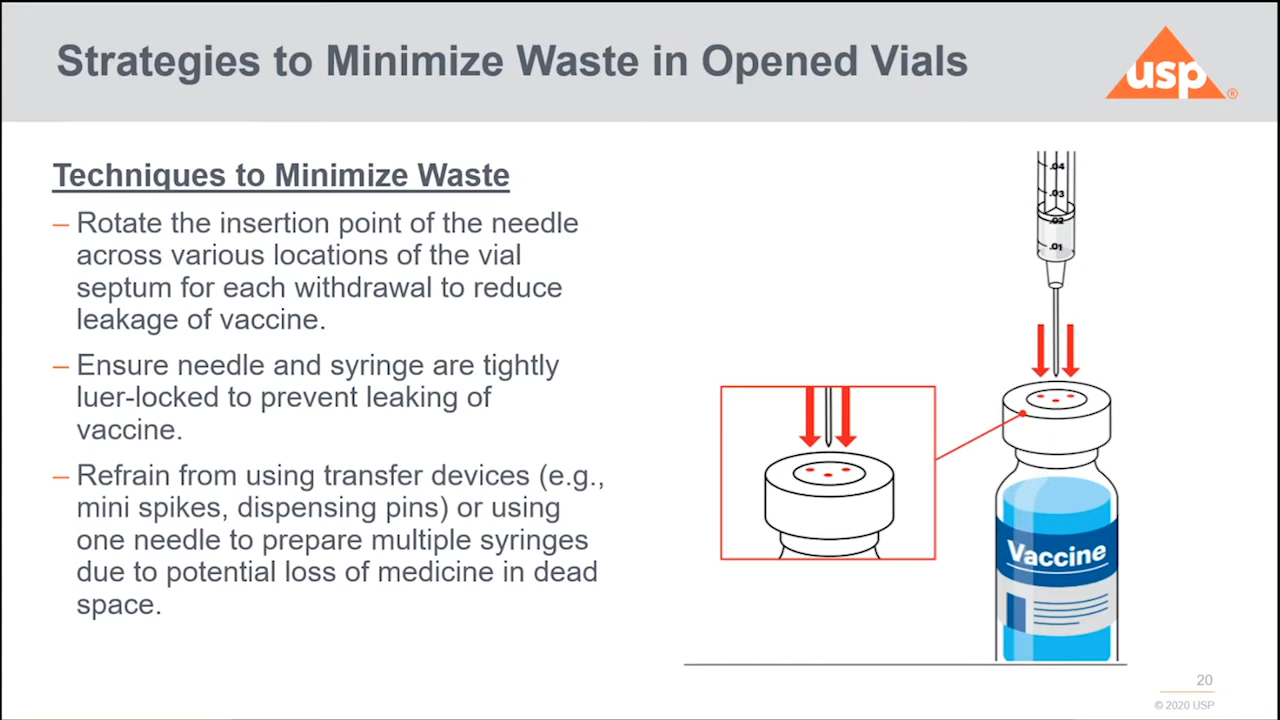 Strategies to Minimize Waste in Opened Vials
usp®
Techniques to Minimize Waste
– Rotate the insertion point of the needle
across various locations of the vial
septum for each withdrawal to reduce
leakage of vaccine.
– Ensure needle and syringe are tightly
luer-locked to prevent leaking of
vaccine.
– Refrain from using transfer devices (e.g.,
mini spikes, dispensing pins) or using
one needle to prepare multiple syringes
due to potential loss of medicine in dead
space.
.04
.03
.02
.01
Vaccine
20
© 2020 USP